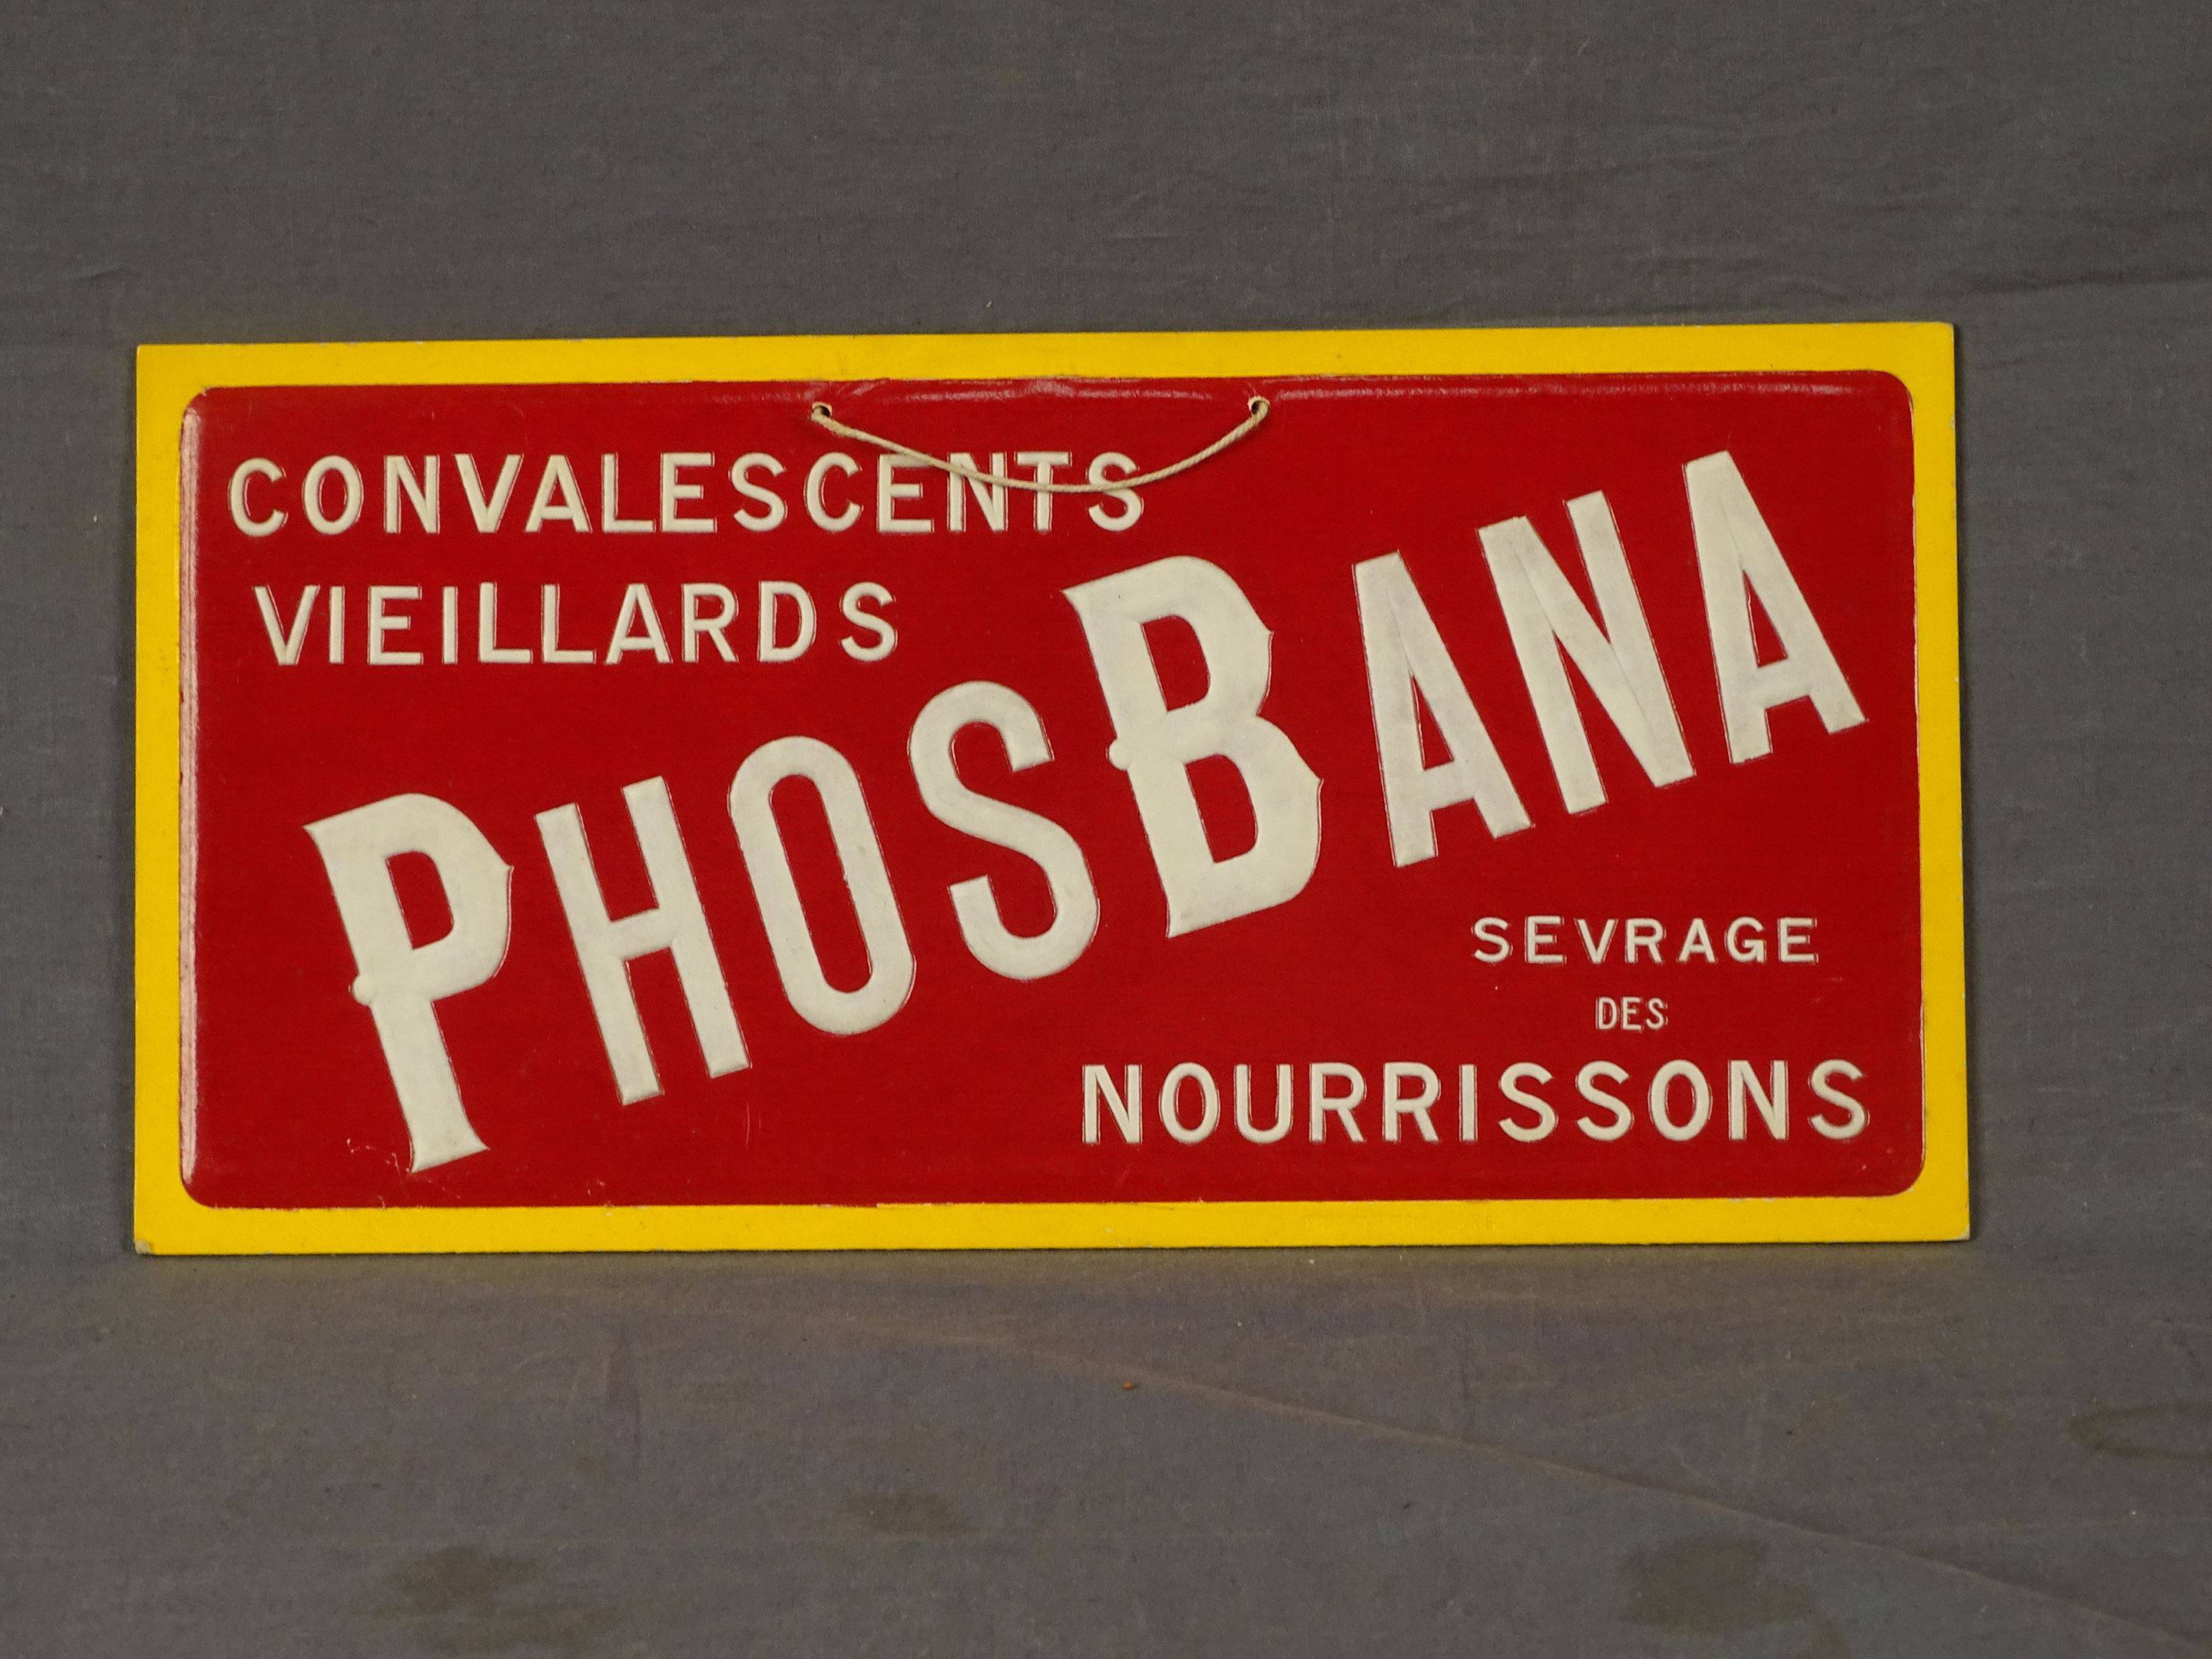 CONVALESCENTS
VIEILLARDS
PHOSBANA
SEVRAGE
DES
NOURRISSONS